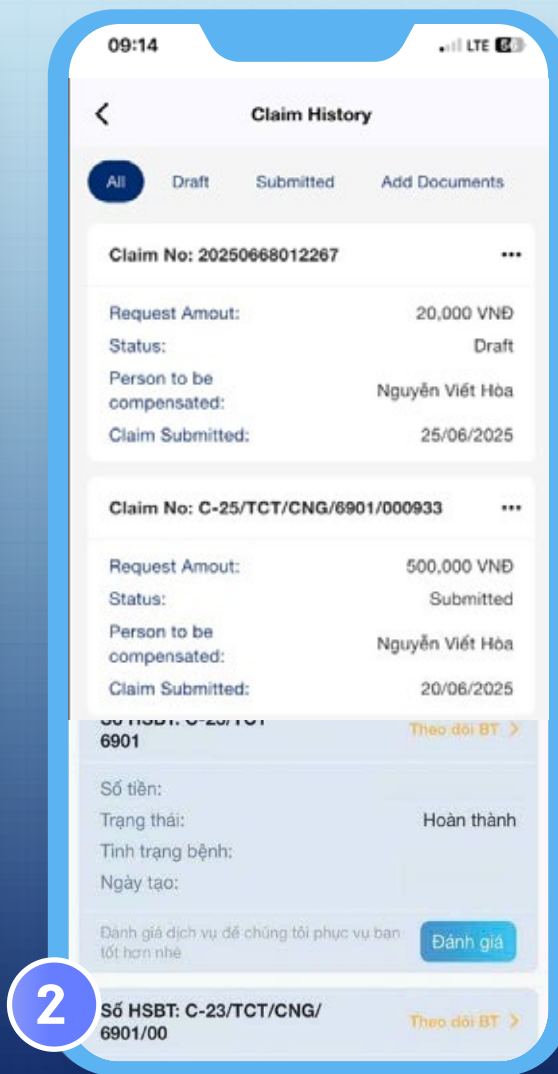 09:14
LTE
Claim History
All Draft Submitted Add Documents
Claim No: 20250668012267
Request Amout: 20,000 VNĐ
Status: Draft
Person to be
compensated: Nguyễn Viết Hòa
Claim Submitted: 25/06/2025
Claim No: C-25/TCT/CNG/6901/000933
Request Amout: 500,000 VNĐ
Status: Submitted
Person to be
compensated: Nguyễn Viết Hòa
Claim Submitted: 20/06/2025
Theo dõi BT
6901
Số tiền:
Trạng thái: Hoàn thành
Tình trạng bệnh:
Ngày tạo:
Đánh giá dịch vụ để chúng tôi phục vụ bạn
tốt hơn nhé
Đánh giá
2
Số HSBT: C-23/TCT/CNG/
6901/00
Theo dõi BT